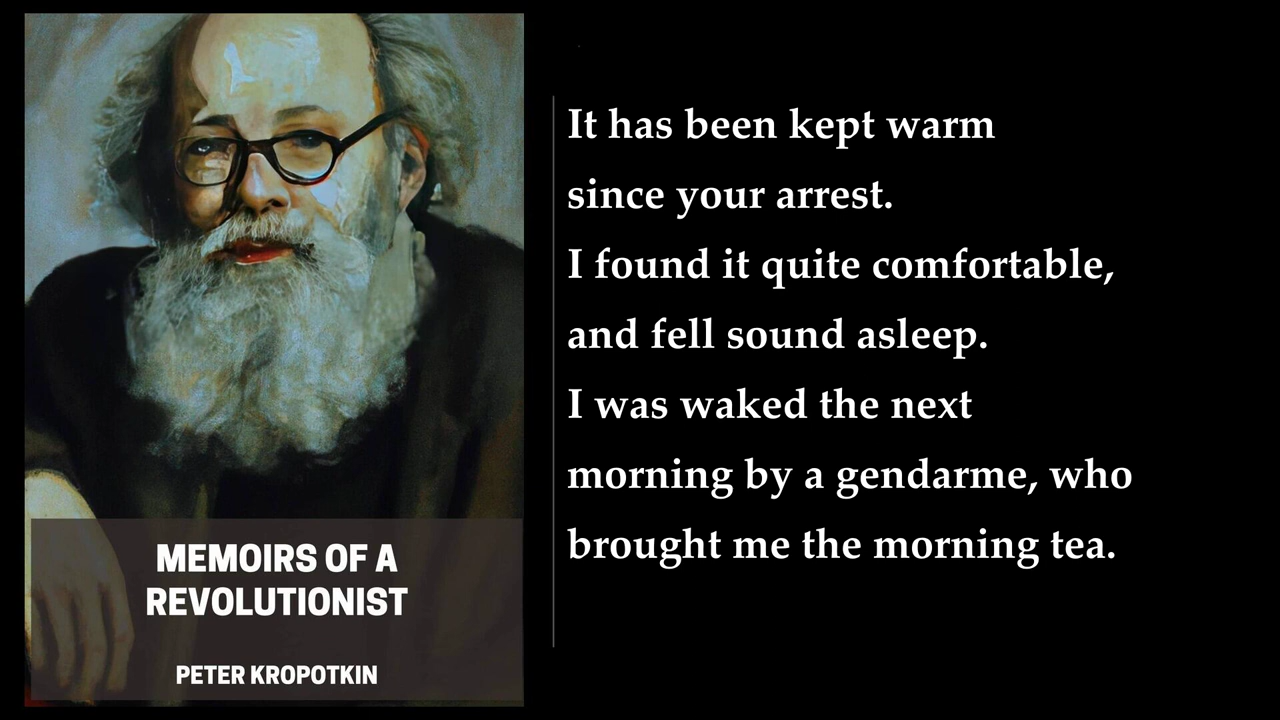 MEMOIRS OF A
REVOLUTIONIST
PETER KROPOTKIN
It has been kept warm
since your arrest.
I found it quite comfortable,
and fell sound asleep.
I was waked the next
morning by a gendarme, who
brought me the morning tea.